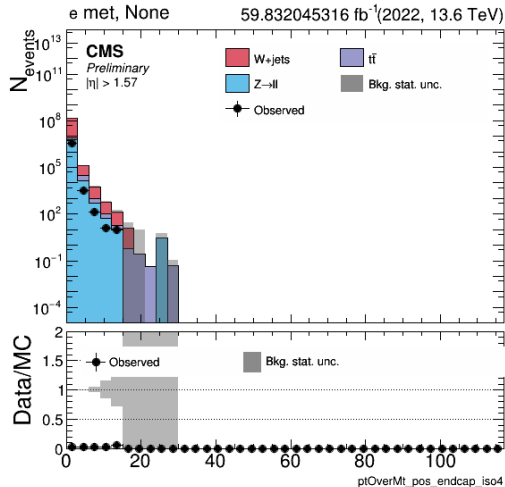 e met, None 59.832045316 fb⁻¹(2022, 13.6 TeV)
CMS
Preliminary
|η| > 1.57
W+jets
tt̄
Z→ll
Bkg. stat. unc.
Observed
N_events
10¹³
10¹¹
10⁸
10⁵
10²
10⁻¹
10⁻⁴
Data/MC
2
1.5
1
0.5
0
Observed
Bkg. stat. unc.
0 20 40 60 80 100
ptOverMt_pos_endcap_iso4